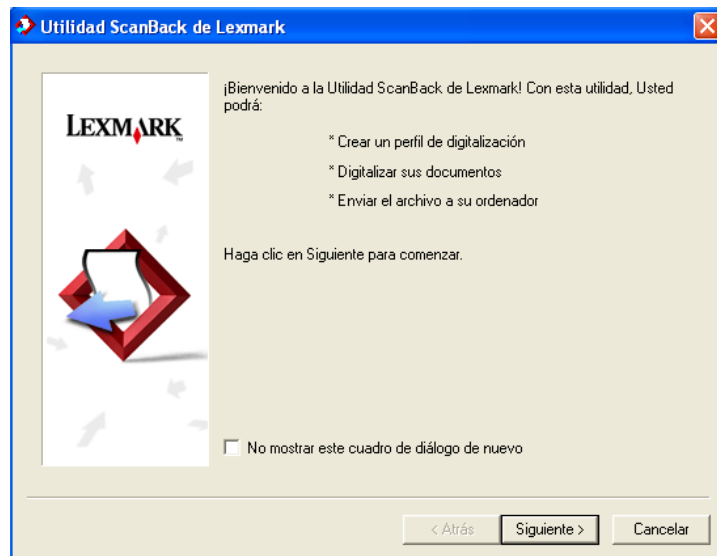 Utilidad ScanBack de Lexmark
LEXMARK™
¡Bienvenido a la Utilidad ScanBack de Lexmark! Con esta utilidad, Usted
podrá:
* Crear un perfil de digitalización
* Digitalizar sus documentos
* Enviar el archivo a su ordenador
Haga clic en Siguiente para comenzar.
No mostrar este cuadro de diálogo de nuevo
< Atrás
Siguiente >
Cancelar